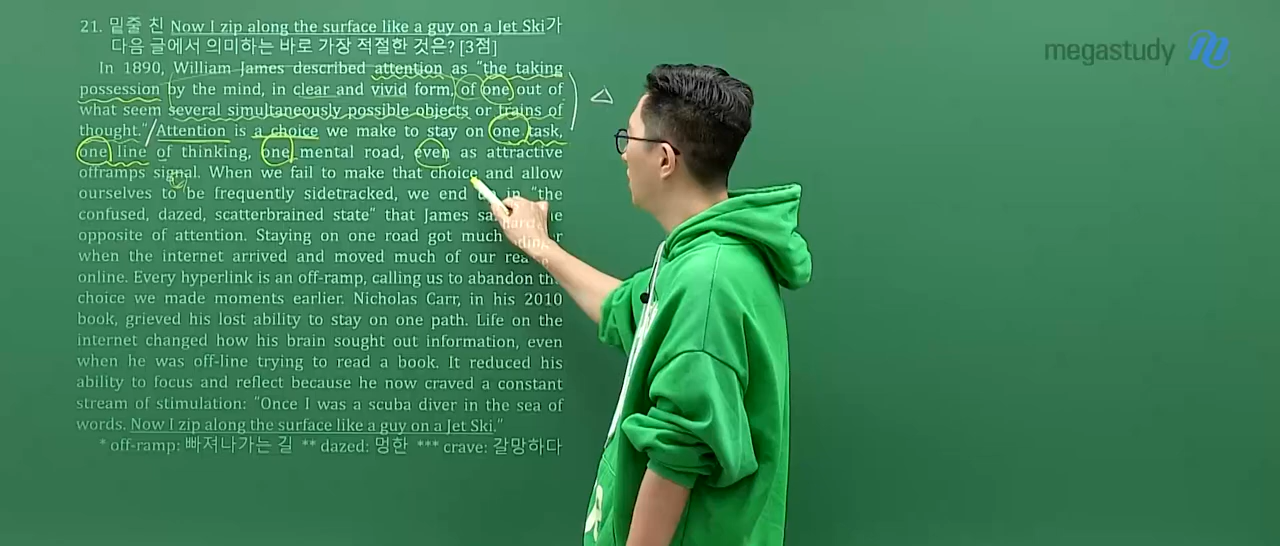 21. 밑줄 친 Now I zip along the surface like a guy on a Jet Ski가
다음 글에서 의미하는 바로 가장 적절한 것은? [3점]
megastudy
In 1890, William James described attention as “the taking
possession by the mind, in clear and vivid form, of one out of
what seem several simultaneously possible objects or trains of
thought.” Attention is a choice we make to stay on one task,
one line of thinking, one mental road, even as attractive
offramps signal. When we fail to make that choice and allow
ourselves to be frequently sidetracked, we end in “the
confused, dazed, scatterbrained state” that James
opposite of attention. Staying on one road got much
when the internet arrived and moved much of our
online. Every hyperlink is an off-ramp, calling us to abandon
choice we made moments earlier. Nicholas Carr, in his 2010
book, grieved his lost ability to stay on one path. Life on the
internet changed how his brain sought out information, even
when he was off-line trying to read a book. It reduced his
ability to focus and reflect because he now craved a constant
stream of stimulation: “Once I was a scuba diver in the sea of
words. Now I zip along the surface like a guy on a Jet Ski.”
* off-ramp: 빠져나가는 길 ** dazed: 멍한 *** crave: 갈망하다